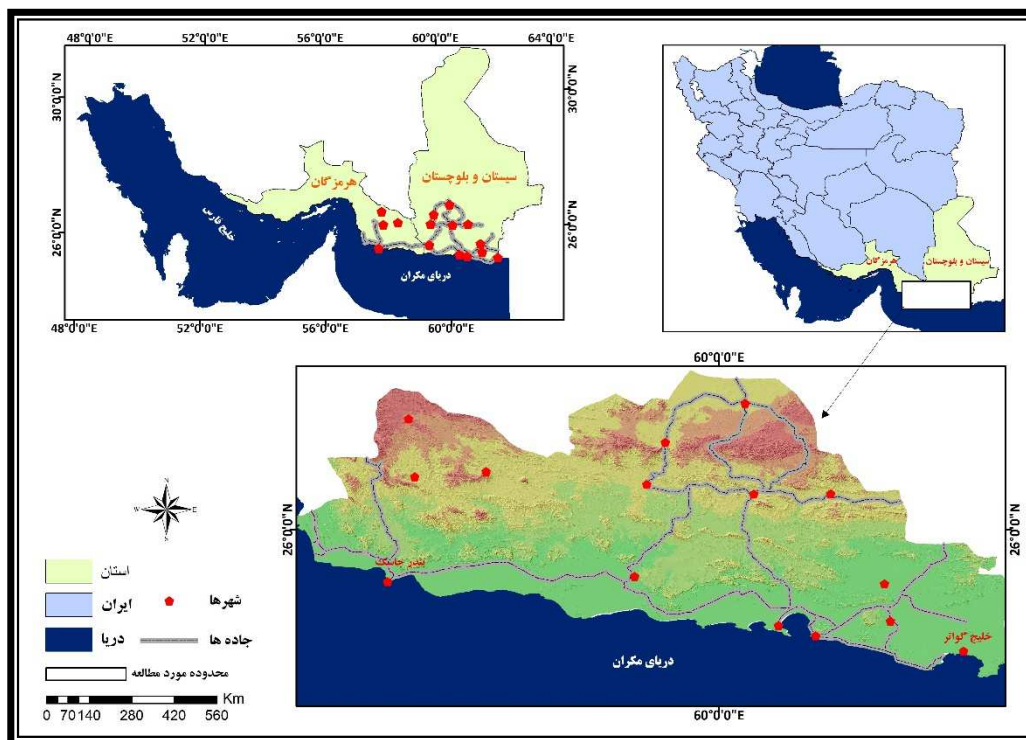 48°0'0"E 52°0'0"E 56°0'0"E 60°0'0"E 64°0'0"E
30°0'0"N
30°0'0"N
هرمزگان
سیستان و بلوچستان
خلیج فارس
26°0'0"N
26°0'0"N
دریای مکران
48°0'0"E 52°0'0"E 56°0'0"E 60°0'0"E
هرمزگان
سیستان و بلوچستان
60°0'0"E
26°0'0"N
26°0'0"N
بندر جاسک
خلیج گواتر
دریای مکران
60°0'0"E
N
W E
S
استان
ایران
شهرها
دریا
جاده ها
محدوده مورد مطالعه
Km
0 70 140 280 420 560